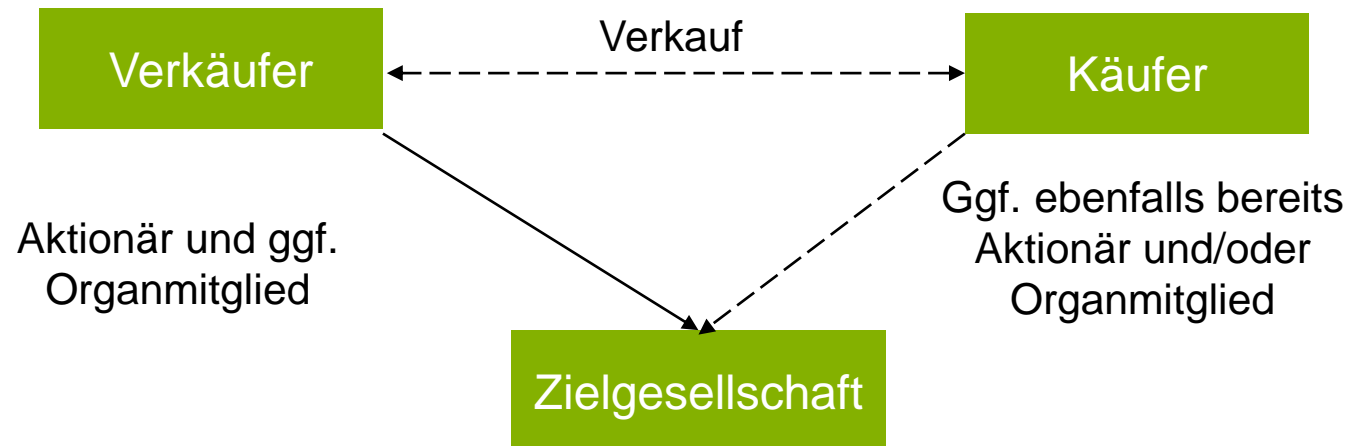 Verkauf
Verkäufer
Käufer
Aktionär und ggf.
Organmitglied
Ggf. ebenfalls bereits
Aktionär und/oder
Organmitglied
Zielgesellschaft